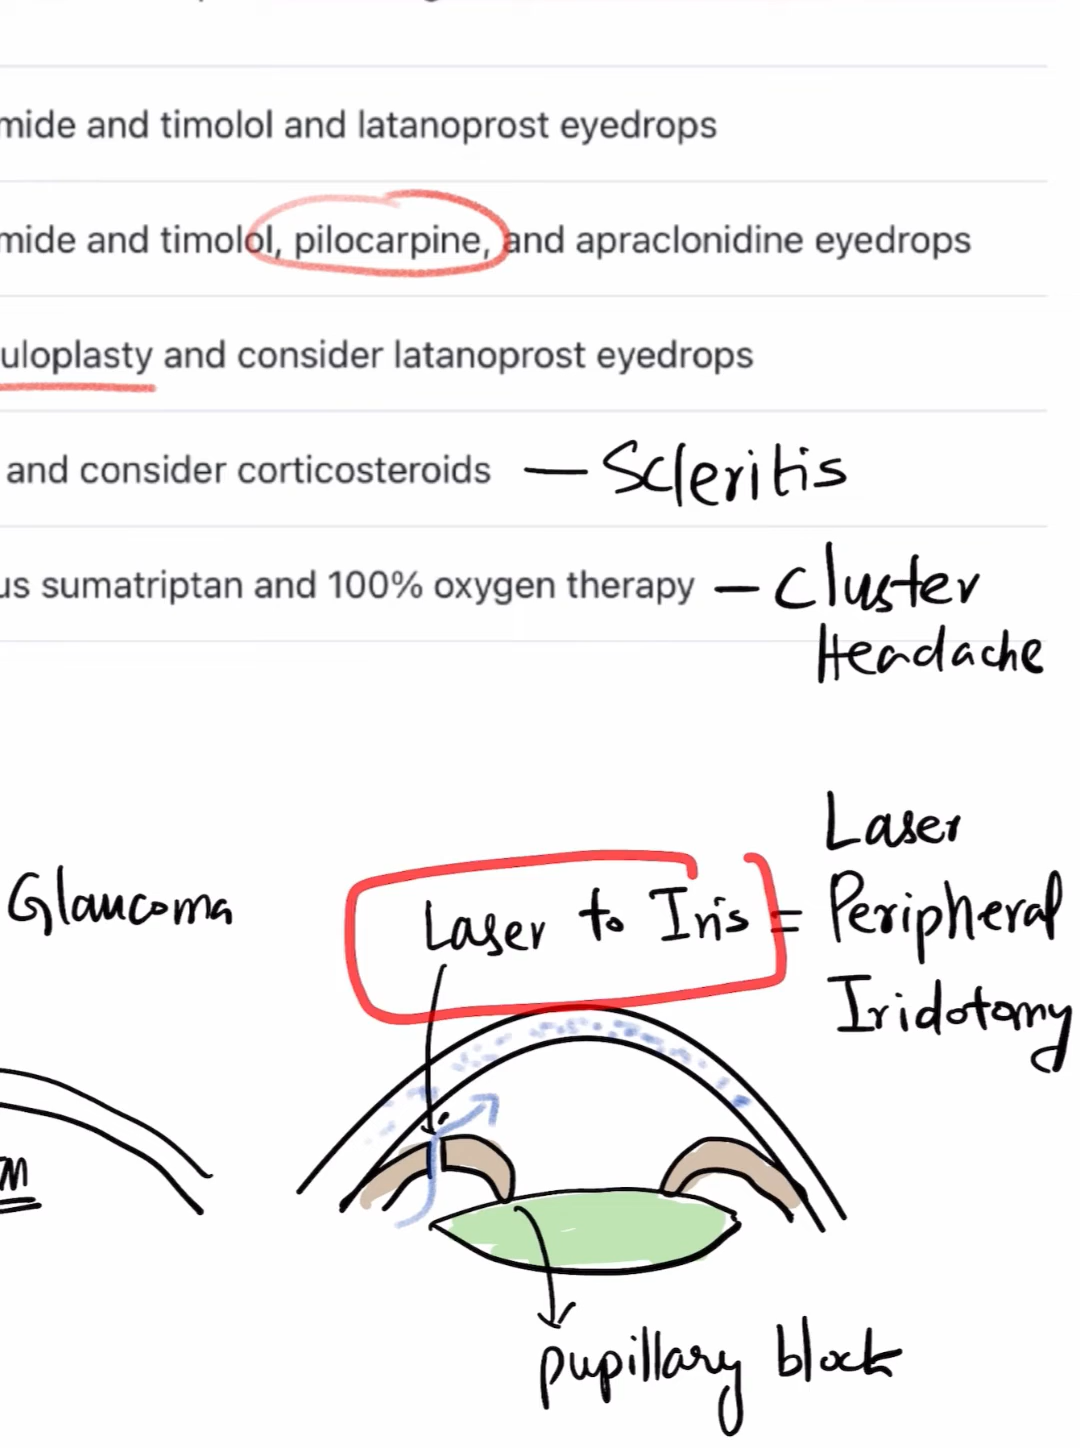 mide and timolol and latanoprost eyedrops
mide and timolol, pilocarpine, and apraclonidine eyedrops
uloplasty and consider latanoprost eyedrops
and consider corticosteroids — Scleritis
us sumatriptan and 100% oxygen therapy — Cluster
Headache
Laser
Glaucoma Laser to Iris = Peripheral
Iridotomy
M
pupillary block